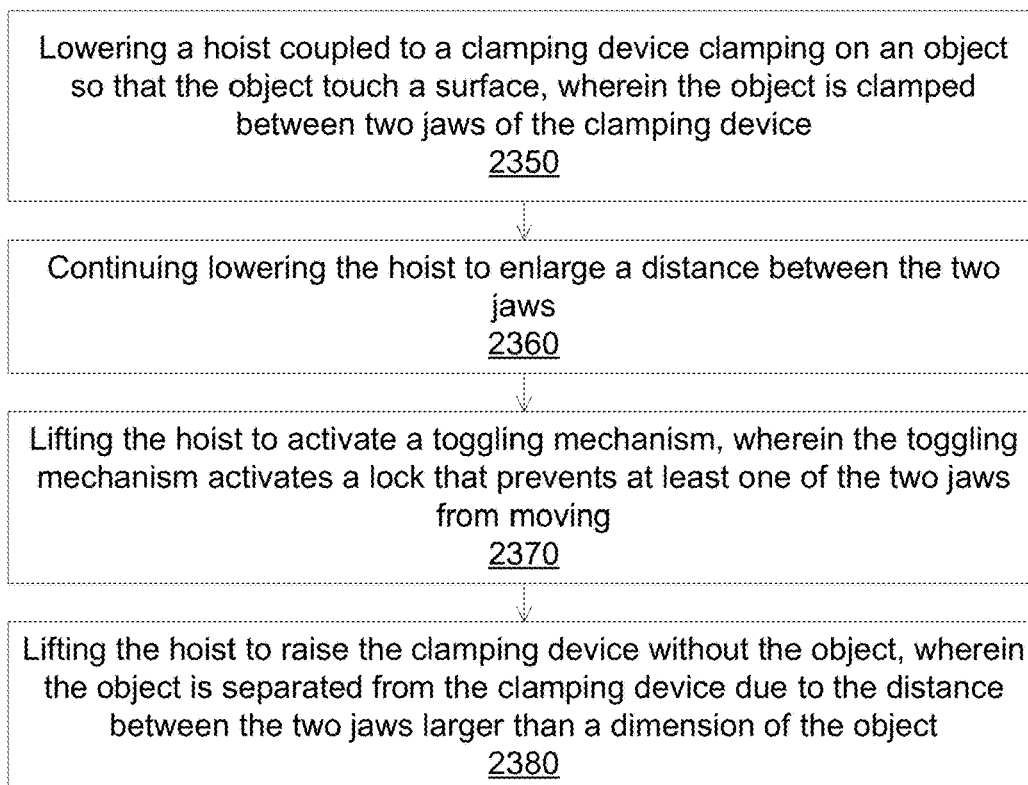 Lowering a hoist coupled to a clamping device clamping on an object
so that the object touch a surface, wherein the object is clamped
between two jaws of the clamping device
2350
Continuing lowering the hoist to enlarge a distance between the two
jaws
2360
Lifting the hoist to activate a toggling mechanism, wherein the toggling
mechanism activates a lock that prevents at least one of the two jaws
from moving
2370
Lifting the hoist to raise the clamping device without the object, wherein
the object is separated from the clamping device due to the distance
between the two jaws larger than a dimension of the object
2380